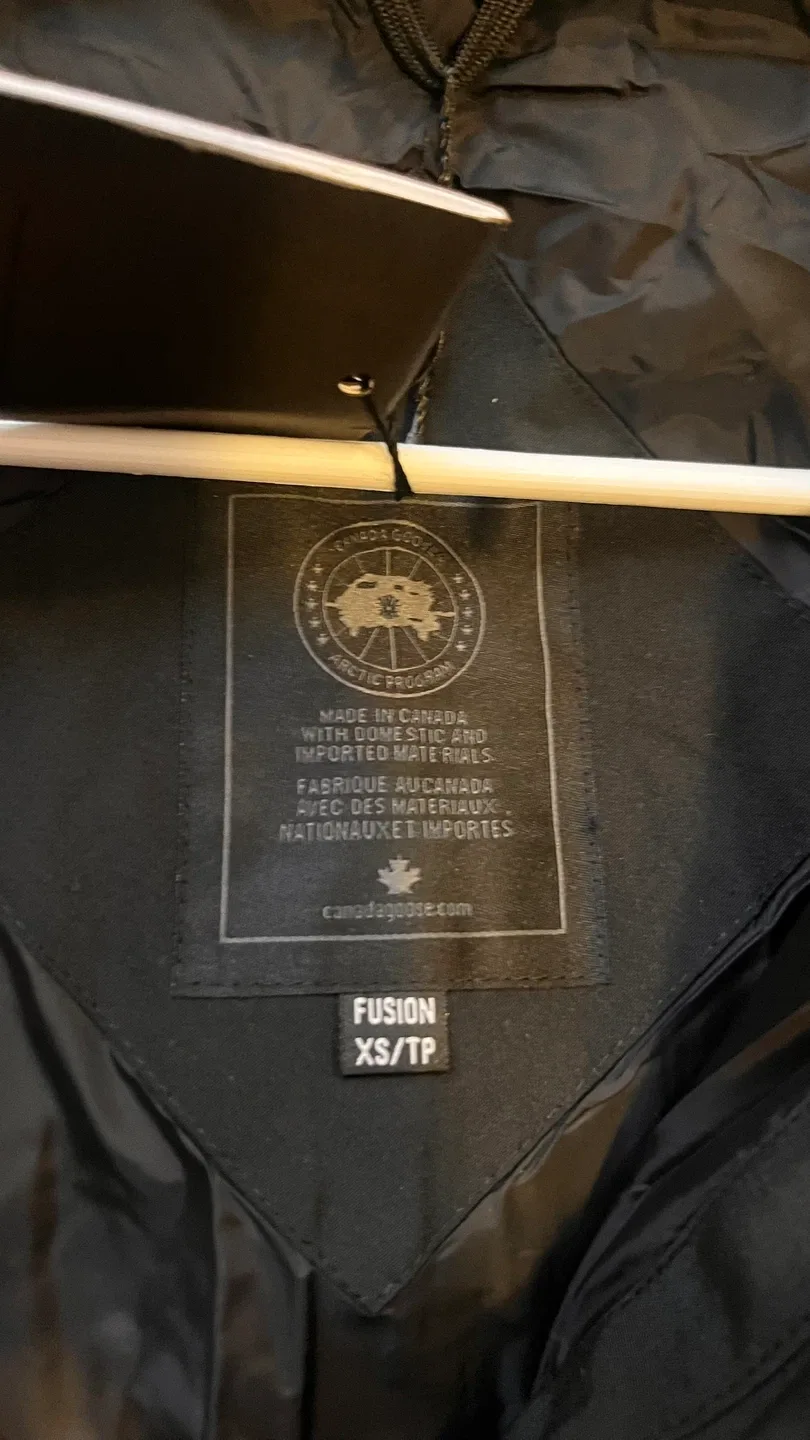 CANADA GOOSE
ARCTIC PROGRAM
MADE IN CANADA
WITH DOMESTIC AND
IMPORTED MATERIALS
FABRIQUE AU CANADA
AVEC DES MATERIAUX
NATIONAUX ET IMPORTES
canadagoose.com
FUSION
XS/TP